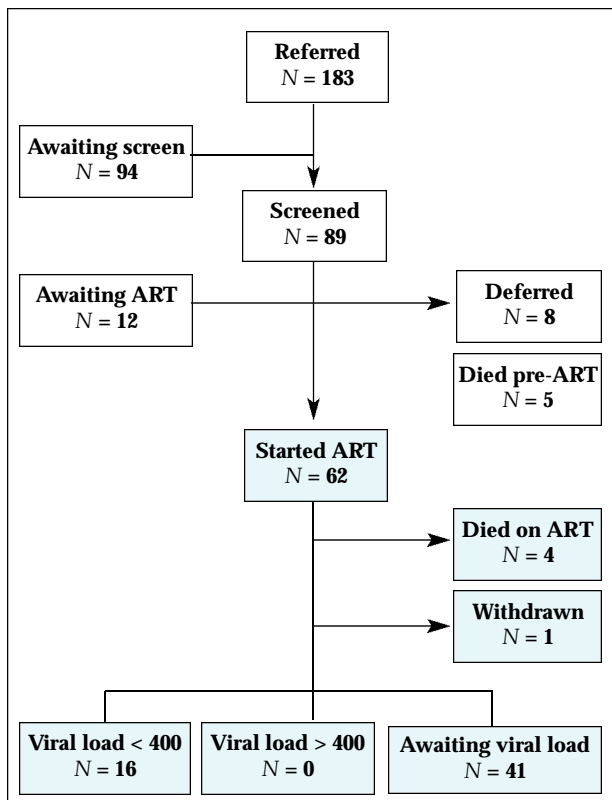 Referred
N = 183
Awaiting screen
N = 94
Screened
N = 89
Awaiting ART
N = 12
Deferred
N = 8
Died pre-ART
N = 5
Started ART
N = 62
Died on ART
N = 4
Withdrawn
N = 1
Viral load < 400
N = 16
Viral load > 400
N = 0
Awaiting viral load
N = 41